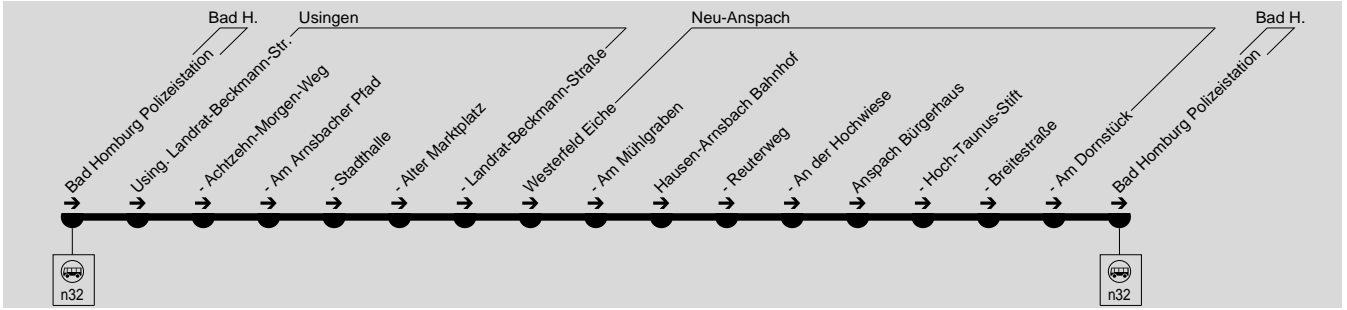 Bad H.
Usingen
Neu-Anspach
Bad H.
Bad Homburg Polizeistation
Using. Landrat-Beckmann-Str.
- Achtzehn-Morgen-Weg
- Am Arnsbacher Pfad
- Stadthalle
- Alter Marktplatz
- Landrat-Beckmann-Straße
Westerfeld Eiche
- Am Mühlgraben
Hausen-Arnsbach Bahnhof
- Reuterweg
- An der Hochwiese
Anspach Bürgerhaus
- Hoch-Taunus-Stift
- Breitestraße
- Am Dornstück
Bad Homburg Polizeistation
n32
n32